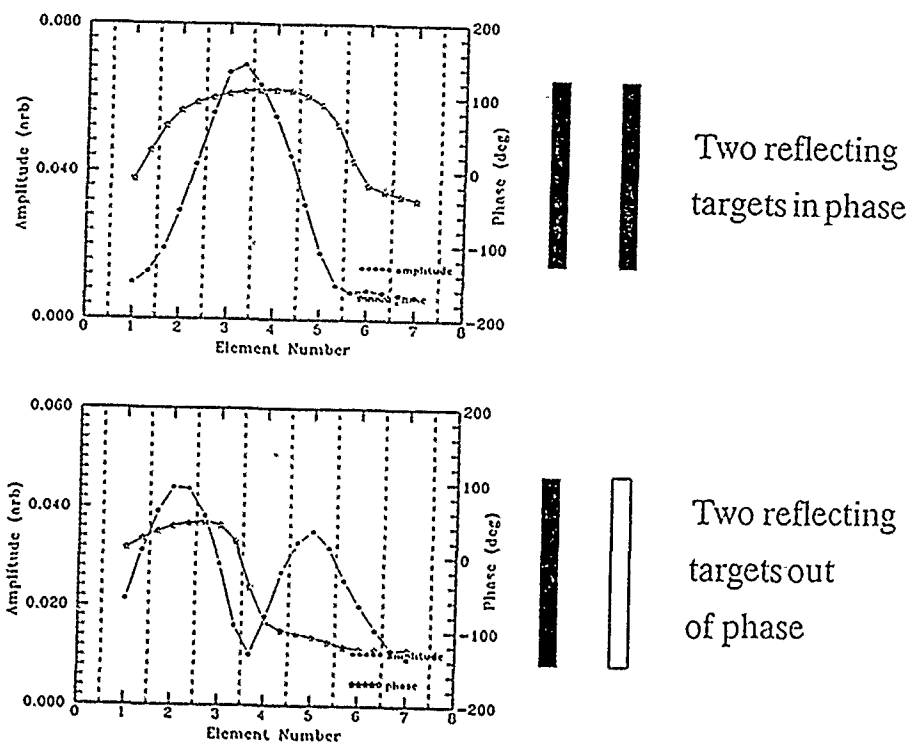 0.080
0.040
0.000
Amplitude (arb)
200
100
0
-100
-200
Phase (deg)
amplitude
0 1 2 3 4 5 6 7 8
Element Number
Two reflecting
targets in phase
0.060
0.040
0.020
0.000
Amplitude (arb)
200
100
0
-100
-200
Phase (deg)
amplitude
phase
0 1 2 3 4 5 6 7 8
Element Number
Two reflecting
targets out
of phase